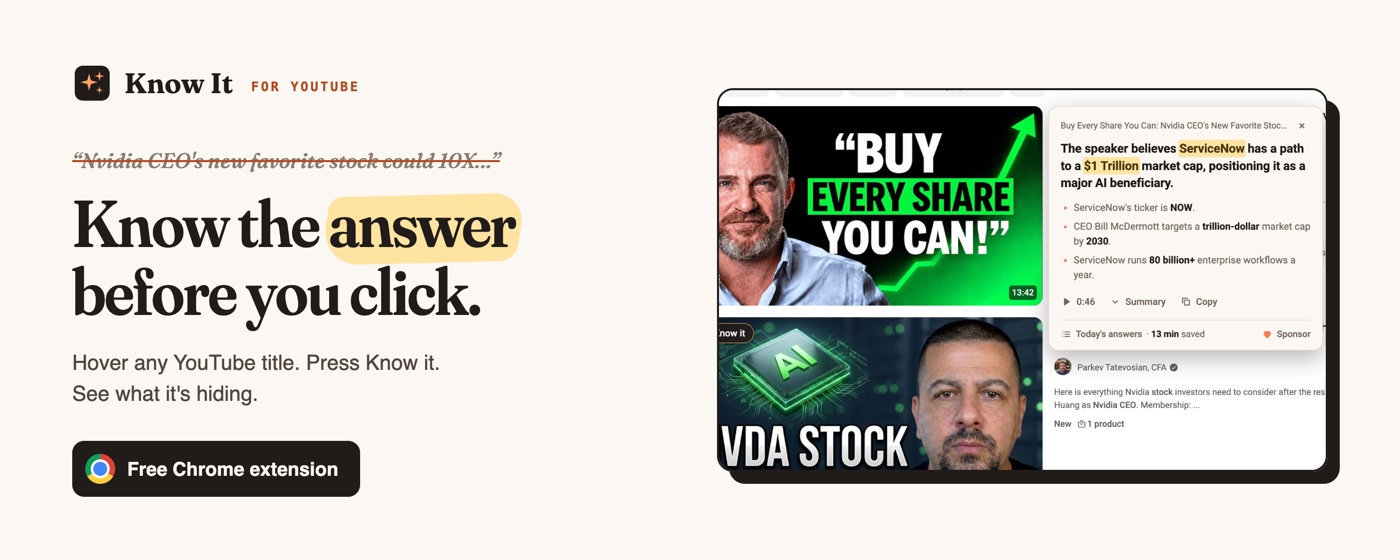 Know It FOR YOUTUBE
“Nvidia CEO's new favorite stock could 10X...”
Know the answer
before you click.
Hover any YouTube title. Press Know it.
See what it's hiding.
Free Chrome extension
“BUY
EVERY SHARE
YOU CAN!”
13:42
now it
AI
VDA STOCK
Buy Every Share You Can: Nvidia CEO's New Favorite Stoc...
The speaker believes ServiceNow has a path
to a $1 Trillion market cap, positioning it as a
major AI beneficiary.
ServiceNow's ticker is NOW.
CEO Bill McDermott targets a trillion-dollar market cap
by 2030.
ServiceNow runs 80 billion+ enterprise workflows a
year.
0:46 Summary Copy
Today's answers · 13 min saved Sponsor
Parkev Tatevosian, CFA
Here is everything Nvidia stock investors need to consider after the res
Huang as Nvidia CEO. Membership: ...
New 1 product